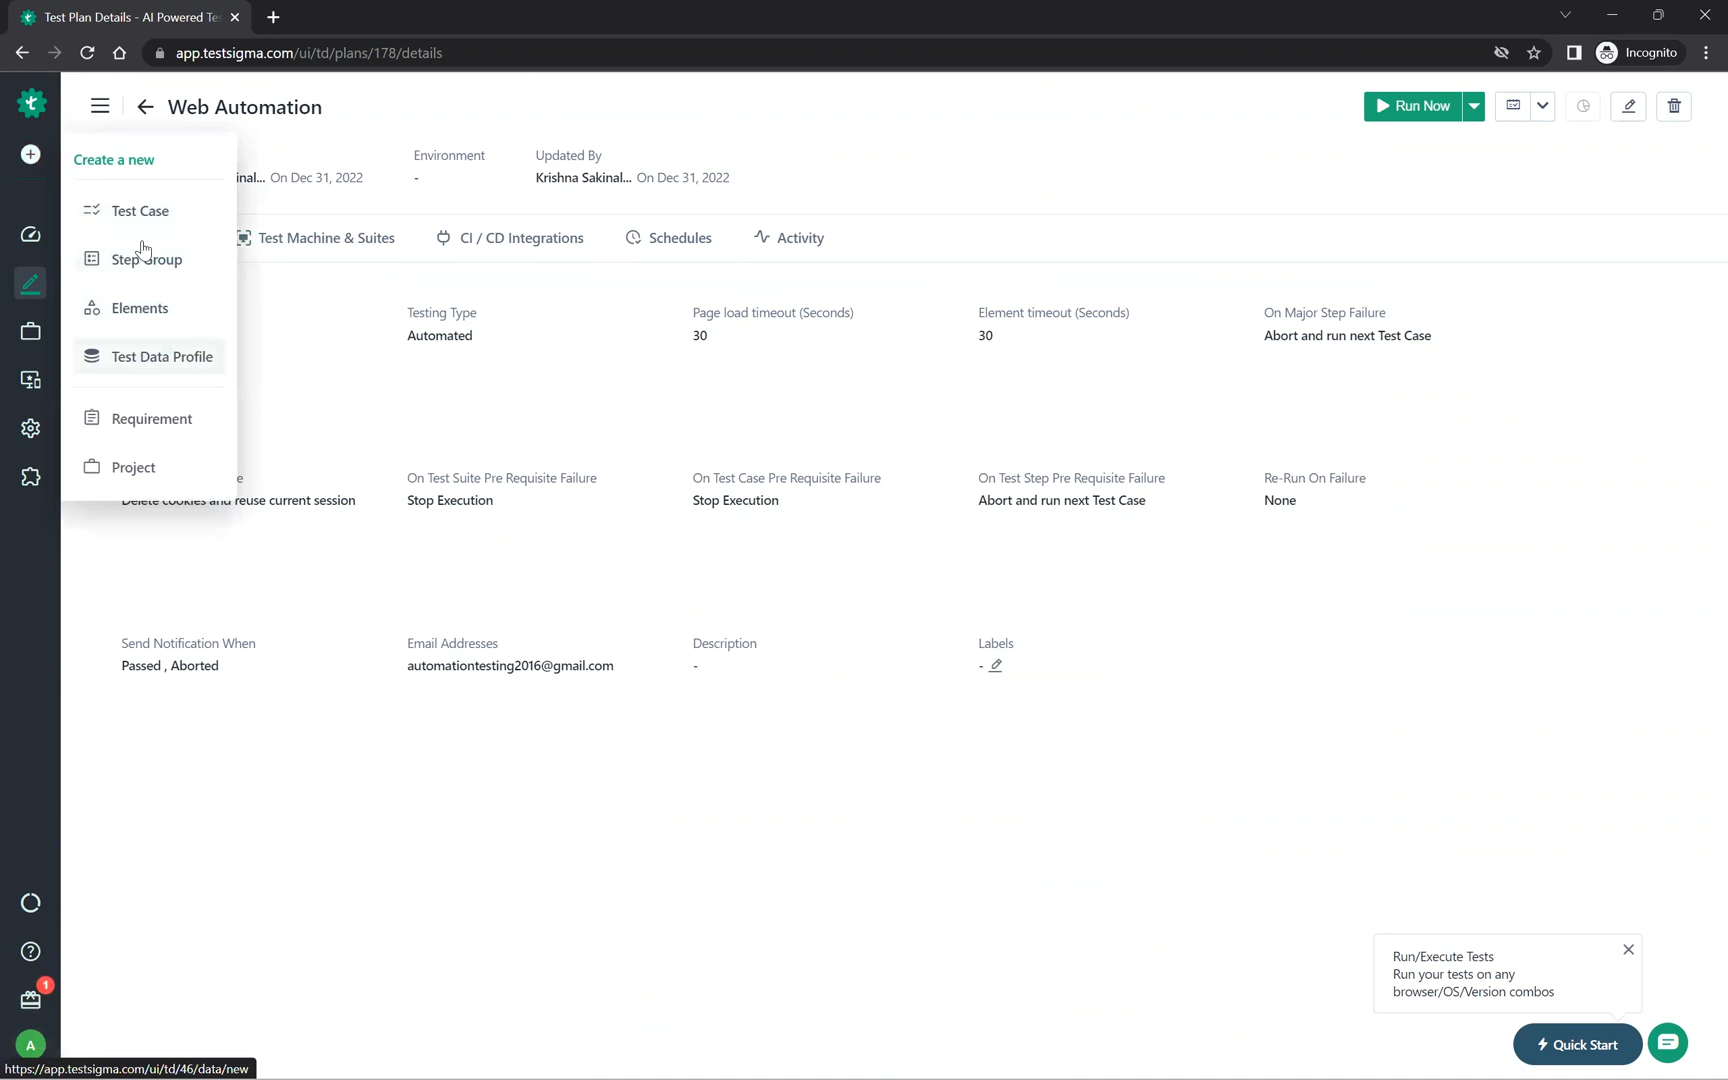 Test Plan Details - AI Powered Tes
app.testsigma.com/ui/td/plans/178/details
Incognito
Web Automation
Run Now
Create a new
Test Case
Step Group
Elements
Test Data Profile
Requirement
Project
inal... On Dec 31, 2022
Environment
-
Updated By
Krishna Sakinal... On Dec 31, 2022
Test Machine & Suites
CI / CD Integrations
Schedules
Activity
Testing Type
Automated
Page load timeout (Seconds)
30
Element timeout (Seconds)
30
On Major Step Failure
Abort and run next Test Case
e
Delete cookies and reuse current session
On Test Suite Pre Requisite Failure
Stop Execution
On Test Case Pre Requisite Failure
Stop Execution
On Test Step Pre Requisite Failure
Abort and run next Test Case
Re-Run On Failure
None
Send Notification When
Passed , Aborted
Email Addresses
automationtesting2016@gmail.com
Description
-
Labels
-
Run/Execute Tests
Run your tests on any
browser/OS/Version combos
Quick Start
1
A
https://app.testsigma.com/ui/td/46/data/new